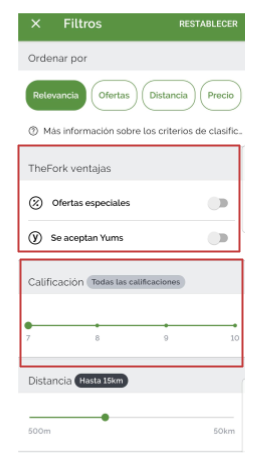 × Filtros RESTABLECER
Ordenar por
Relevancia Ofertas Distancia Precio
? Más información sobre los criterios de clasific...
TheFork ventajas
% Ofertas especiales
y Se aceptan Yums
Calificación Todas las calificaciones
7 8 9 10
Distancia Hasta 15km
500m 50km